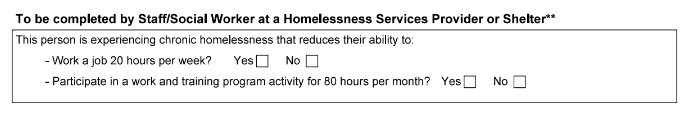 To be completed by Staff/Social Worker at a Homelessness Services Provider or Shelter**
This person is experiencing chronic homelessness that reduces their ability to:
- Work a job 20 hours per week? Yes No
- Participate in a work and training program activity for 80 hours per month? Yes No